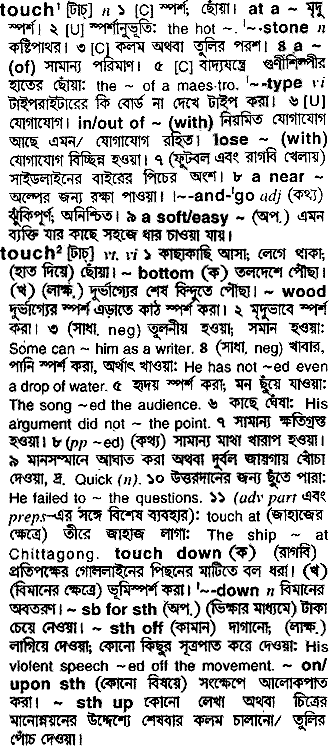 touch¹ [টাচ্] n ১ [C] স্পর্শ, ছোঁয়া। at a ~ মৃদু
স্পর্শ। ২ [U] স্পর্শানুভূতি: the hot ~. ˈ~-stone n
কষ্টিপাথর। ৩ [C] কলম অথবা তুলির পরশ। ৪ a ~
(of) সামান্য পরিমাণ। ৫ [C] বাদ্যযন্ত্রে গুণীশিল্পীর
হাতের ছোঁয়া: the ~ of a maes·tro. ˈ~-type vi
টাইপরাইটারের কি বোর্ড না দেখে টাইপ করা। ৬ [U]
যোগাযোগ। in/out of ~ (with) নিয়মিত যোগাযোগ
আছে এমন/ যোগাযোগ রহিত। lose ~ (with)
যোগাযোগ বিচ্ছিন্ন হওয়া। ৭ (ফুটবল এবং রাগবি খেলায়)
সাইডলাইনের বাইরের পিচের অংশ। ৮ a near ~
অল্পের জন্য রক্ষা পাওয়া। ˈ~-and-ˈgo adj (কথ্য)
ঝুঁকিপূর্ণ, অনিশ্চিত। ৯ a soft/easy ~ (অপ.) এমন
ব্যক্তি যার কাছে সহজে ধার চাওয়া যায়।
touch² [টাচ্] vt, vi ১ কাছাকাছি আসা; লেগে থাকা;
(হাত দিয়ে) ছোঁয়া। ~ bottom (ক) তলদেশে পৌঁছা।
(খ) (লাক্ষ.) দুর্ভাগ্যের শেষ বিন্দুতে পৌঁছা। ~ wood
দুর্ভাগ্যের স্পর্শ এড়াতে কাঠ স্পর্শ করা। ২ মৃদুভাবে স্পর্শ
করা। ৩ (সাধা. neg) তুলনীয় হওয়া; সমান হওয়া:
Some can ~ him as a writer. ৪ (সাধা. neg) খাবার,
পানি স্পর্শ করা, অর্থাৎ খাওয়া: He has not ~ed even
a drop of water. ৫ হৃদয় স্পর্শ করা; মন ছুঁয়ে যাওয়া:
The song ~ed the audience. ৬ কাছে ঘেঁষা: His
argument did not ~ the point. ৭ সামান্য ক্ষতিগ্রস্ত
হওয়া। ৮ (pp ~ed) (কথ্য) সামান্য মাথা খারাপ হওয়া।
৯ মানসম্মানে আঘাত করা অথবা দুর্বল জায়গায় খোঁচা
দেওয়া, দ্র. Quick (n). ১০ উত্তরদানের জন্য ছুঁতে পারা:
He failed to ~ the questions. ১১ (adv part এবং
preps-এর সঙ্গে বিশেষ ব্যবহার): touch at (জাহাজের
ক্ষেত্রে) তীরে জাহাজ লাগা: The ship ~ at
Chittagong. touch down (ক) (রাগবি)
প্রতিপক্ষের গোললাইনের পিছনের মাটিতে বল ধরা। (খ)
(বিমানের ক্ষেত্রে) ভূমিস্পর্শ করা। ˈ~-down n বিমানের
অবতরণ। ~ sb for sth (অপ.) (ভিক্ষার মাধ্যমে) টাকা
চেয়ে নেওয়া। ~ sth off (কামান) দাগানো; (লাক্ষ.)
লাগিয়ে দেওয়া; কোনো কিছুর সূত্রপাত করে দেওয়া: His
violent speech ~ed off the movement. ~ on/
upon sth (কোনো বিষয়ে) সংক্ষেপে আলোকপাত
করা। ~ sth up কোনো লেখা অথবা চিত্রের
মানোন্নয়নের উদ্দেশ্যে শেষবার কলম চালানো/ তুলির
পোঁচ দেওয়া।